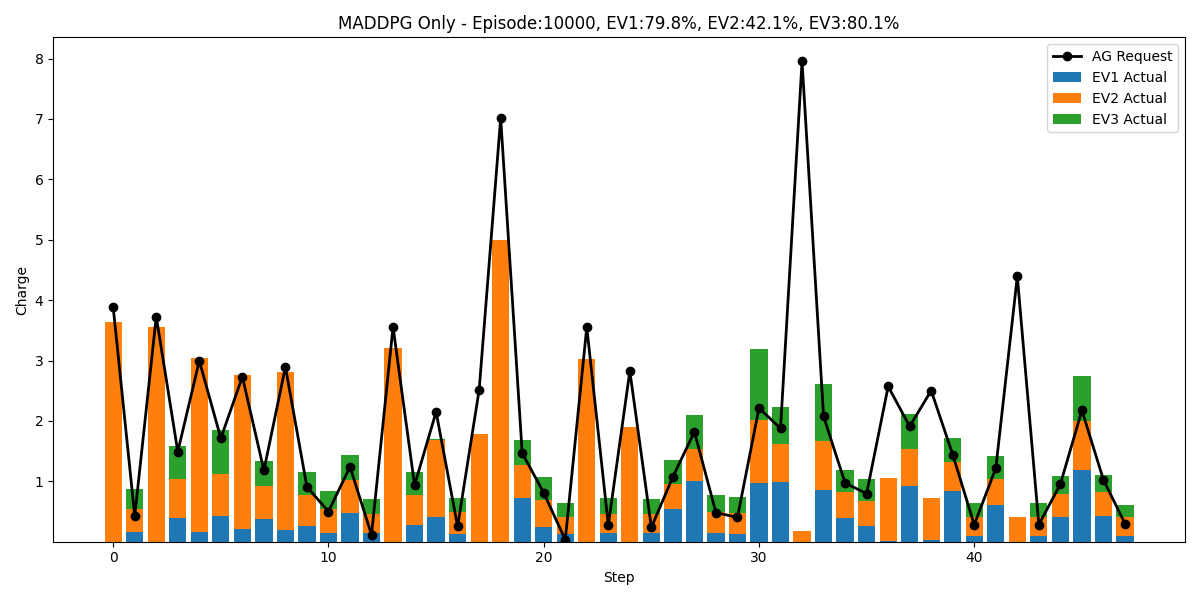 MADDPG Only - Episode:10000, EV1:79.8%, EV2:42.1%, EV3:80.1%
AG Request
EV1 Actual
EV2 Actual
EV3 Actual
Charge
8
7
6
5
4
3
2
1
0 10 20 30 40
Step